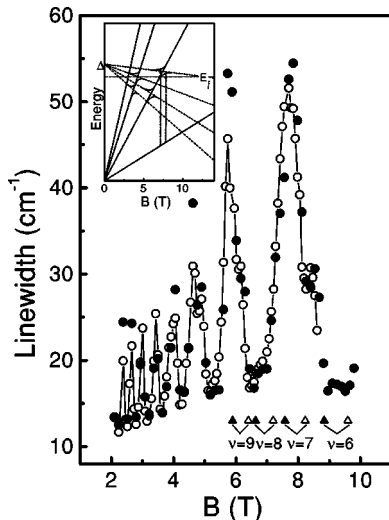 Linewidth (cm⁻¹)
60
50
40
30
20
10
2
4
6
8
10
B (T)
Energy
Δ
E_i
0
5
10
B (T)
ν=9
ν=8
ν=7
ν=6